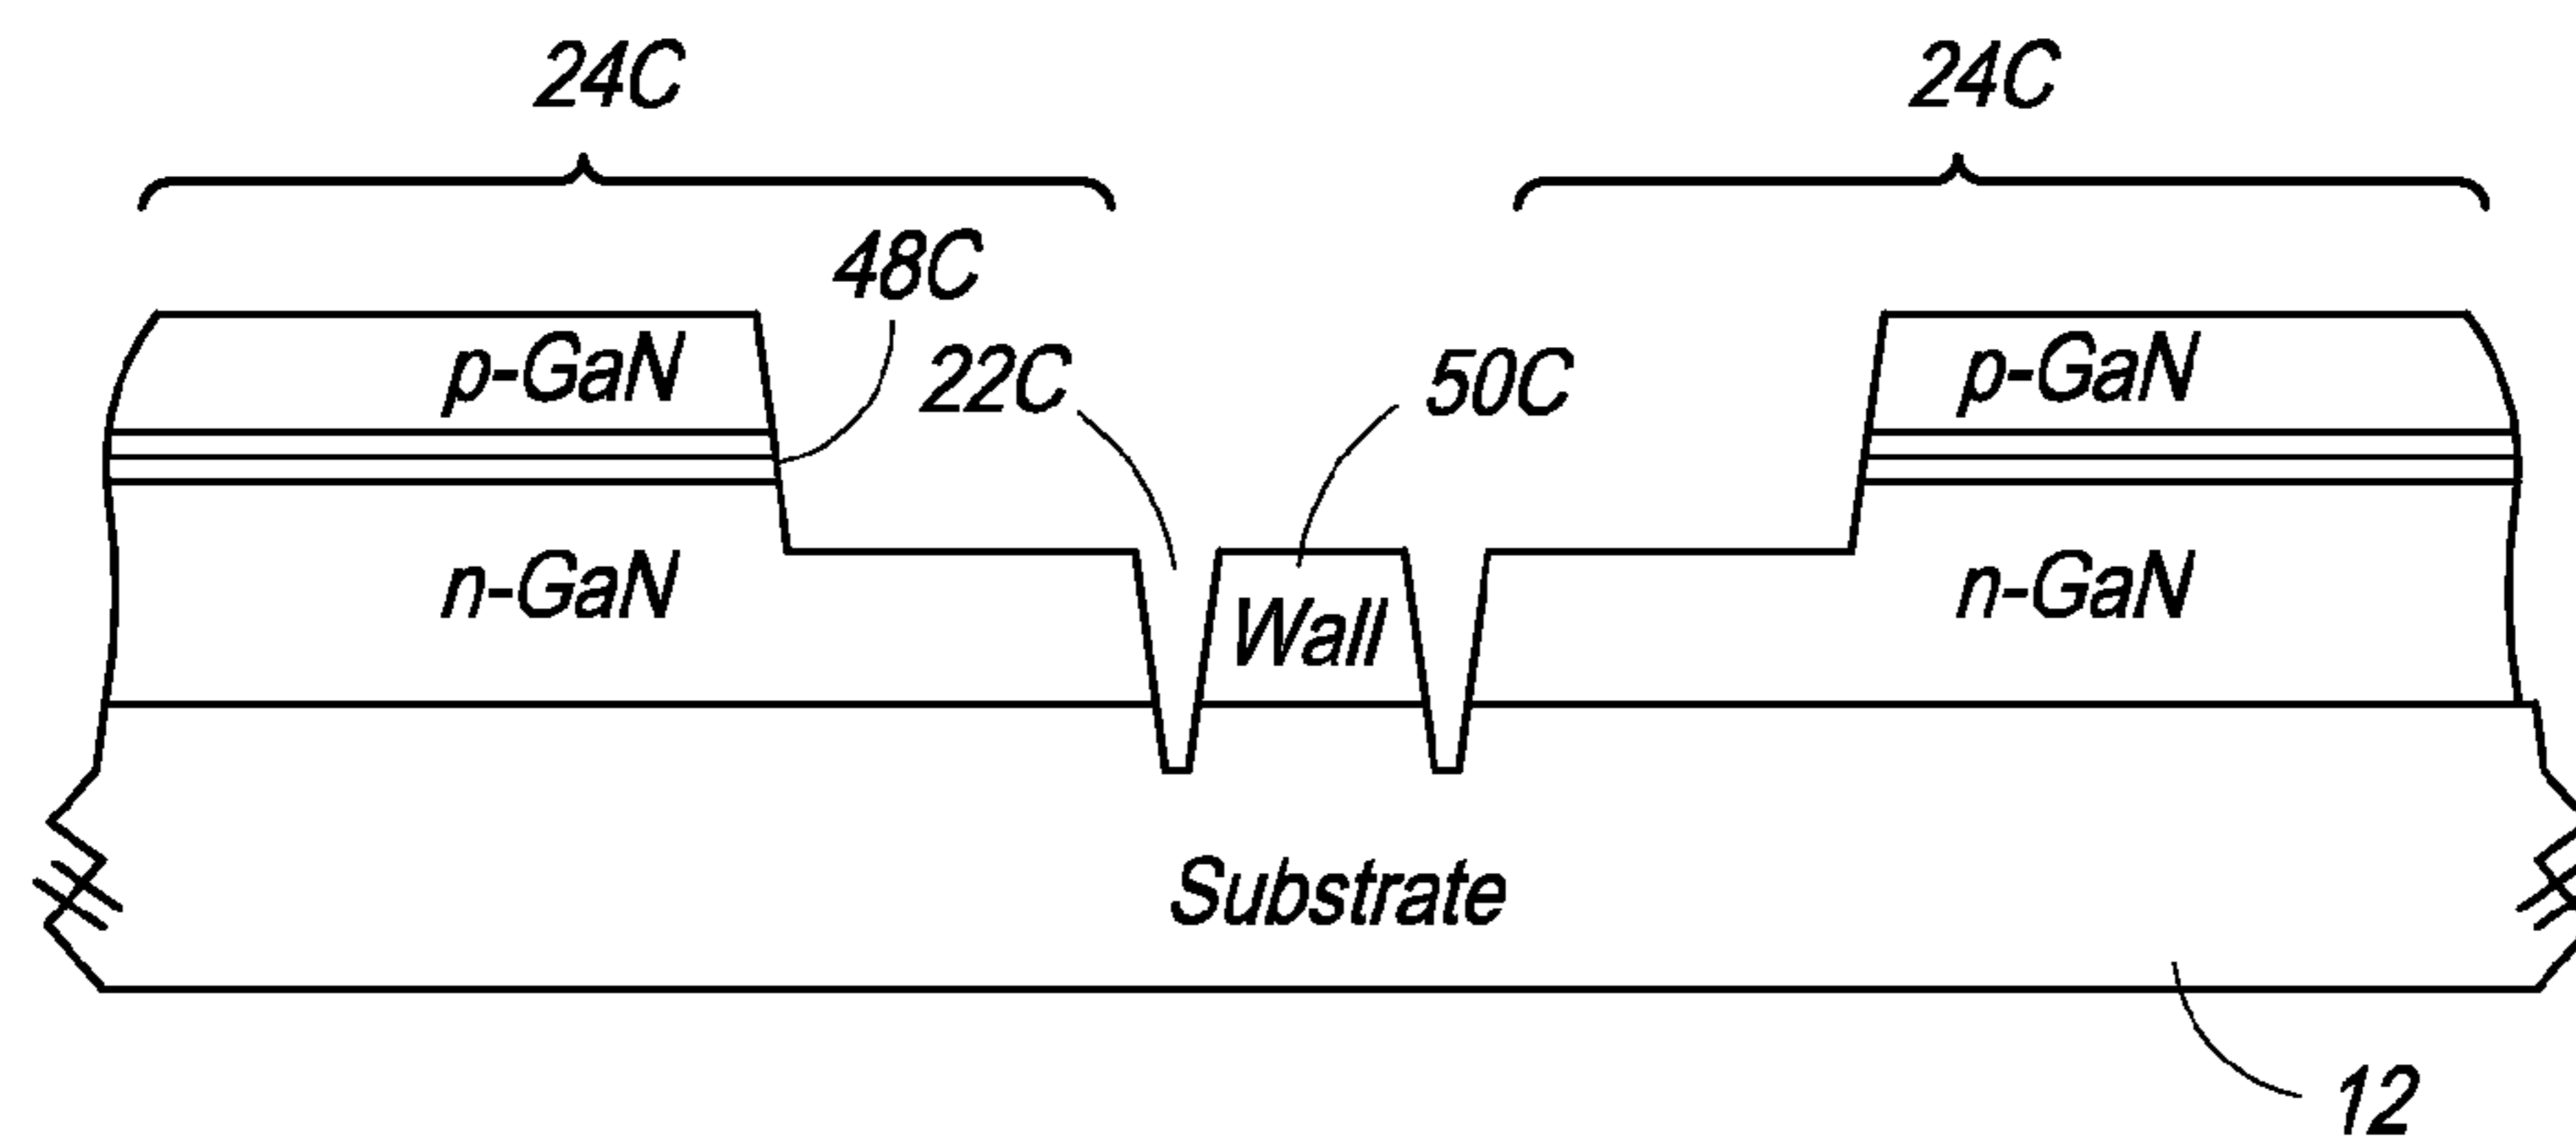 24C
24C
48C
p-GaN
22C
50C
p-GaN
n-GaN
Wall
n-GaN
Substrate
12